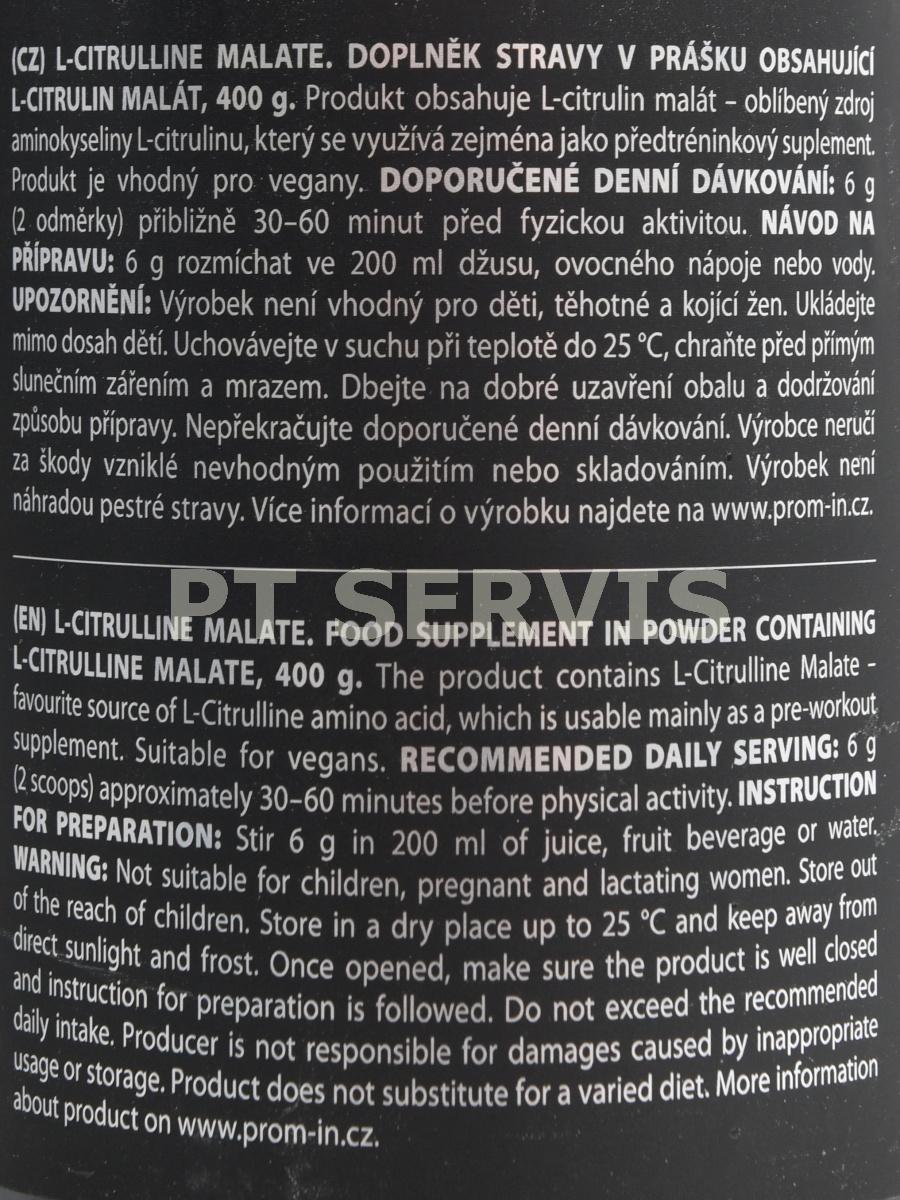 (CZ) L-CITRULLINE MALATE. DOPLNĚK STRAVY V PRÁŠKU OBSAHUJÍCÍ
L-CITRULIN MALÁT, 400 g. Produkt obsahuje L-citrulin malát – oblíbený zdroj
aminokyseliny L-citrulinu, který se využívá zejména jako předtréninkový suplement.
Produkt je vhodný pro vegany. DOPORUČENÉ DENNÍ DÁVKOVÁNÍ: 6 g
(2 odměrky) přibližně 30–60 minut před fyzickou aktivitou. NÁVOD NA
PŘÍPRAVU: 6 g rozmíchat ve 200 ml džusu, ovocného nápoje nebo vody.
UPOZORNĚNÍ: Výrobek není vhodný pro děti, těhotné a kojící žen. Ukládejte
mimo dosah dětí. Uchovávejte v suchu při teplotě do 25 °C, chraňte před přímým
slunečním zářením a mrazem. Dbejte na dobré uzavření obalu a dodržování
způsobu přípravy. Nepřekračujte doporučené denní dávkování. Výrobce neručí
za škody vzniklé nevhodným použitím nebo skladováním. Výrobek není
náhradou pestré stravy. Více informací o výrobku najdete na www.prom-in.cz.
PT SERVIS
(EN) L-CITRULLINE MALATE. FOOD SUPPLEMENT IN POWDER CONTAINING
L-CITRULLINE MALATE, 400 g. The product contains L-Citrulline Malate -
favourite source of L-Citrulline amino acid, which is usable mainly as a pre-workout
supplement. Suitable for vegans. RECOMMENDED DAILY SERVING: 6 g
(2 scoops) approximately 30–60 minutes before physical activity. INSTRUCTION
FOR PREPARATION: Stir 6 g in 200 ml of juice, fruit beverage or water.
WARNING: Not suitable for children, pregnant and lactating women. Store out
of the reach of children. Store in a dry place up to 25 °C and keep away from
direct sunlight and frost. Once opened, make sure the product is well closed
and instruction for preparation is followed. Do not exceed the recommended
daily intake. Producer is not responsible for damages caused by inappropriate
usage or storage. Product does not substitute for a varied diet. More information
about product on www.prom-in.cz.